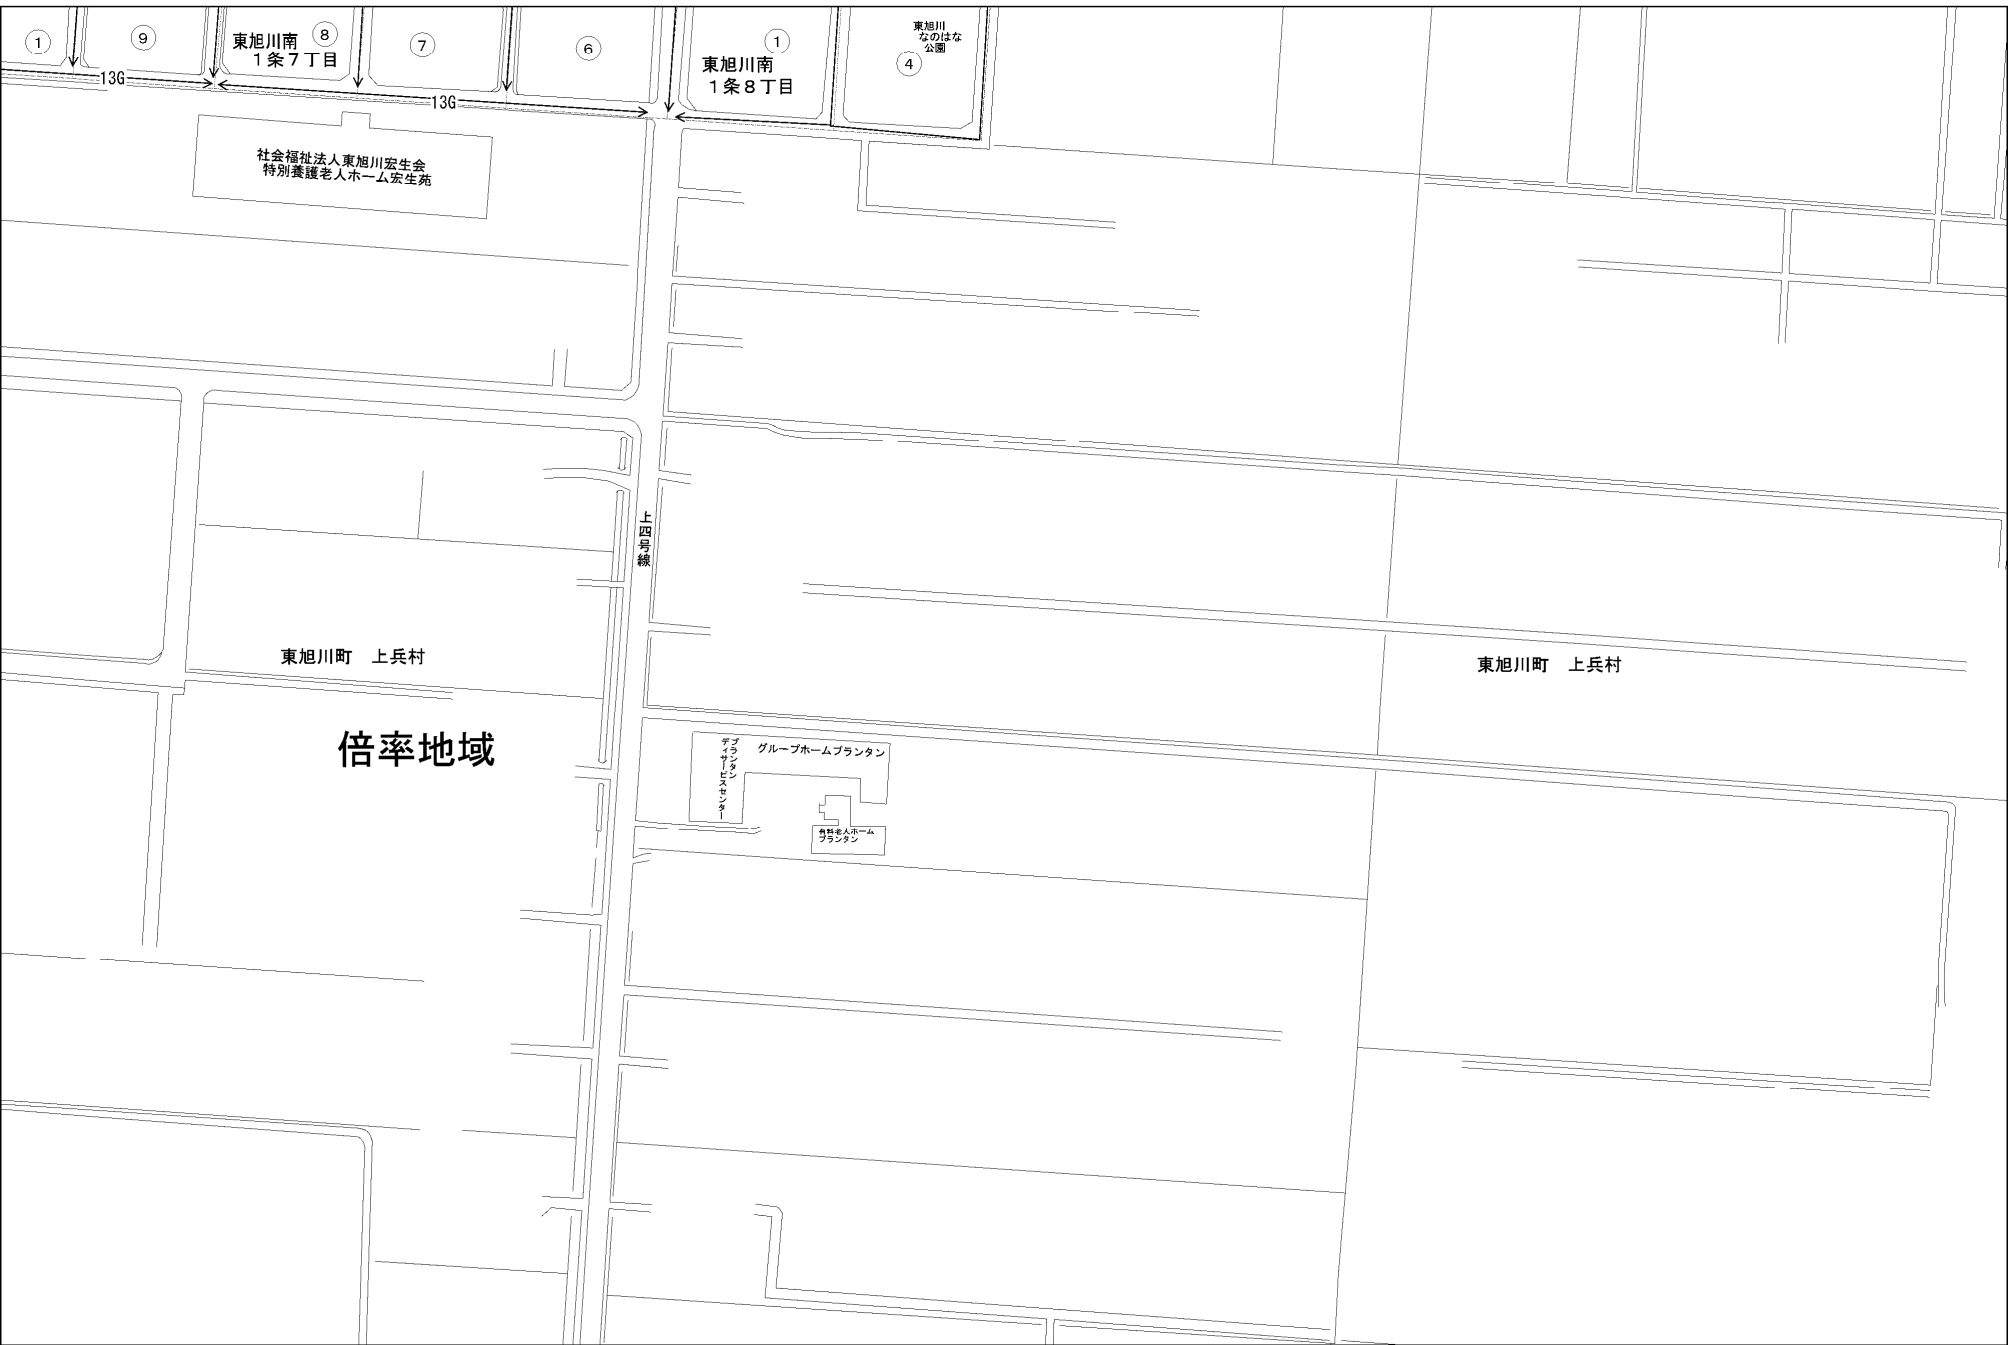 ①
⑨
東旭川南
1条7丁目
⑧
⑦
⑥
①
東旭川南
1条8丁目
東旭川
なのはな
公園
④
13G
13G
社会福祉法人東旭川宏生会
特別養護老人ホーム宏生苑
上四号線
東旭川町 上兵村
東旭川町 上兵村
倍率地域
プランタン
デイサービスセンター
グループホームプランタン
有料老人ホーム
プランタン